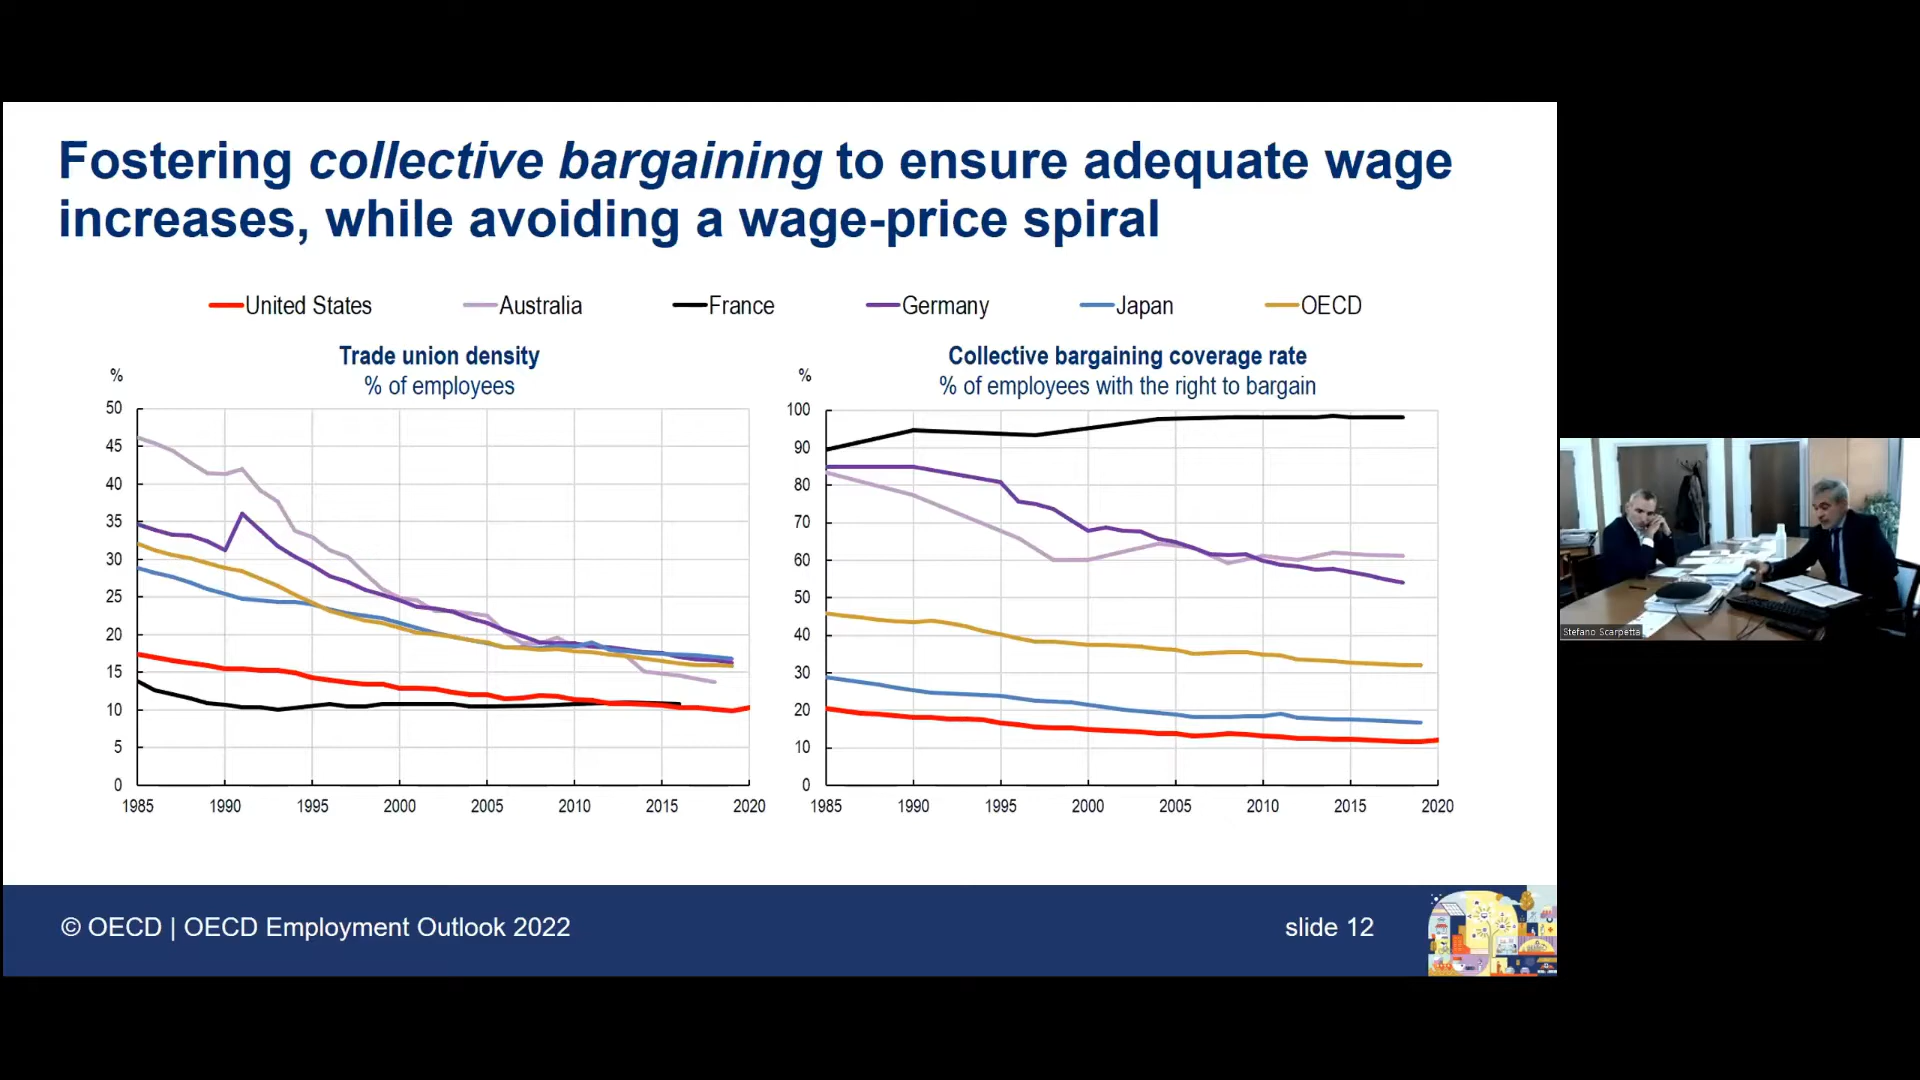 Fostering collective bargaining to ensure adequate wage
increases, while avoiding a wage-price spiral
United States
Australia
France
Germany
Japan
OECD
Trade union density
% of employees
%
50
45
40
35
30
25
20
15
10
5
0
1985
1990
1995
2000
2005
2010
2015
2020
Collective bargaining coverage rate
% of employees with the right to bargain
%
100
90
80
70
60
50
40
30
20
10
0
1985
1990
1995
2000
2005
2010
2015
2020
Stefano Scarpetta
© OECD | OECD Employment Outlook 2022
slide 12